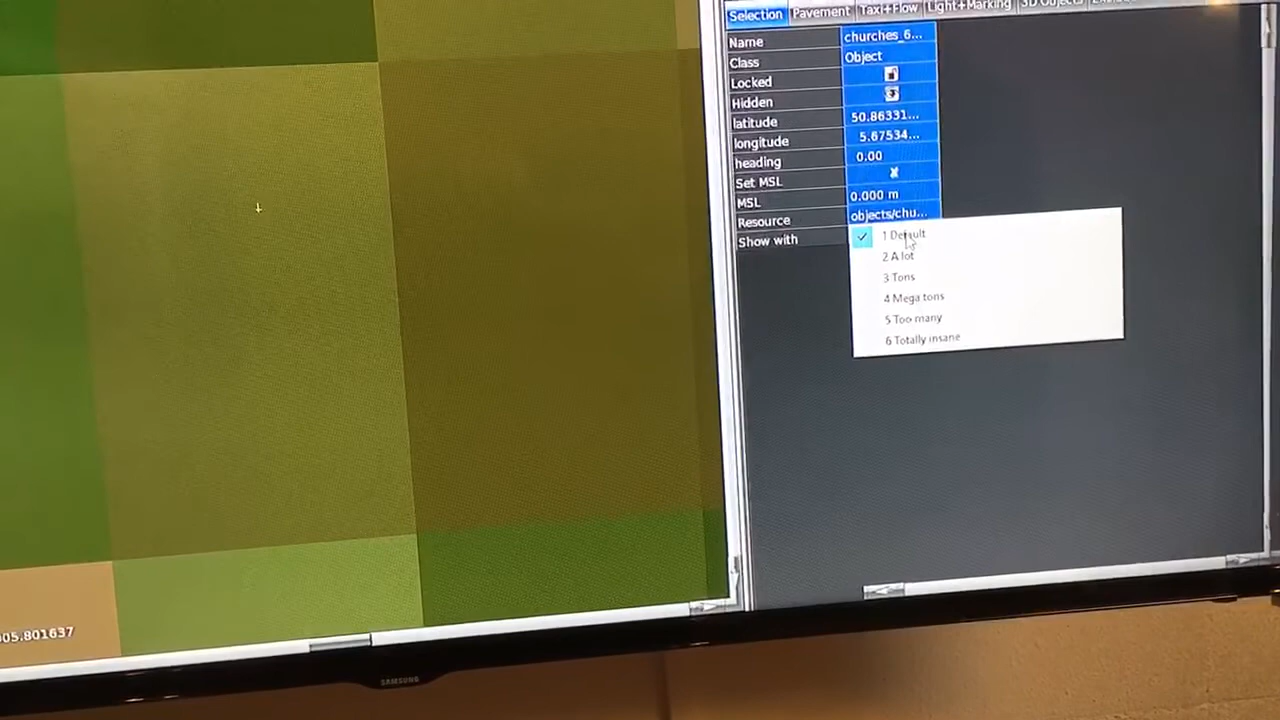 Selection Pavement Taxi+Flow Light+Marking 3D Objects
Name churches_6...
Class Object
Locked
Hidden
latitude 50.86331...
longitude 5.67534...
heading 0.00
Set MSL
MSL 0.000 m
Resource objects/chu...
Show with
1 Default
2 A lot
3 Tons
4 Mega tons
5 Too many
6 Totally insane
05.801637
SAMSUNG